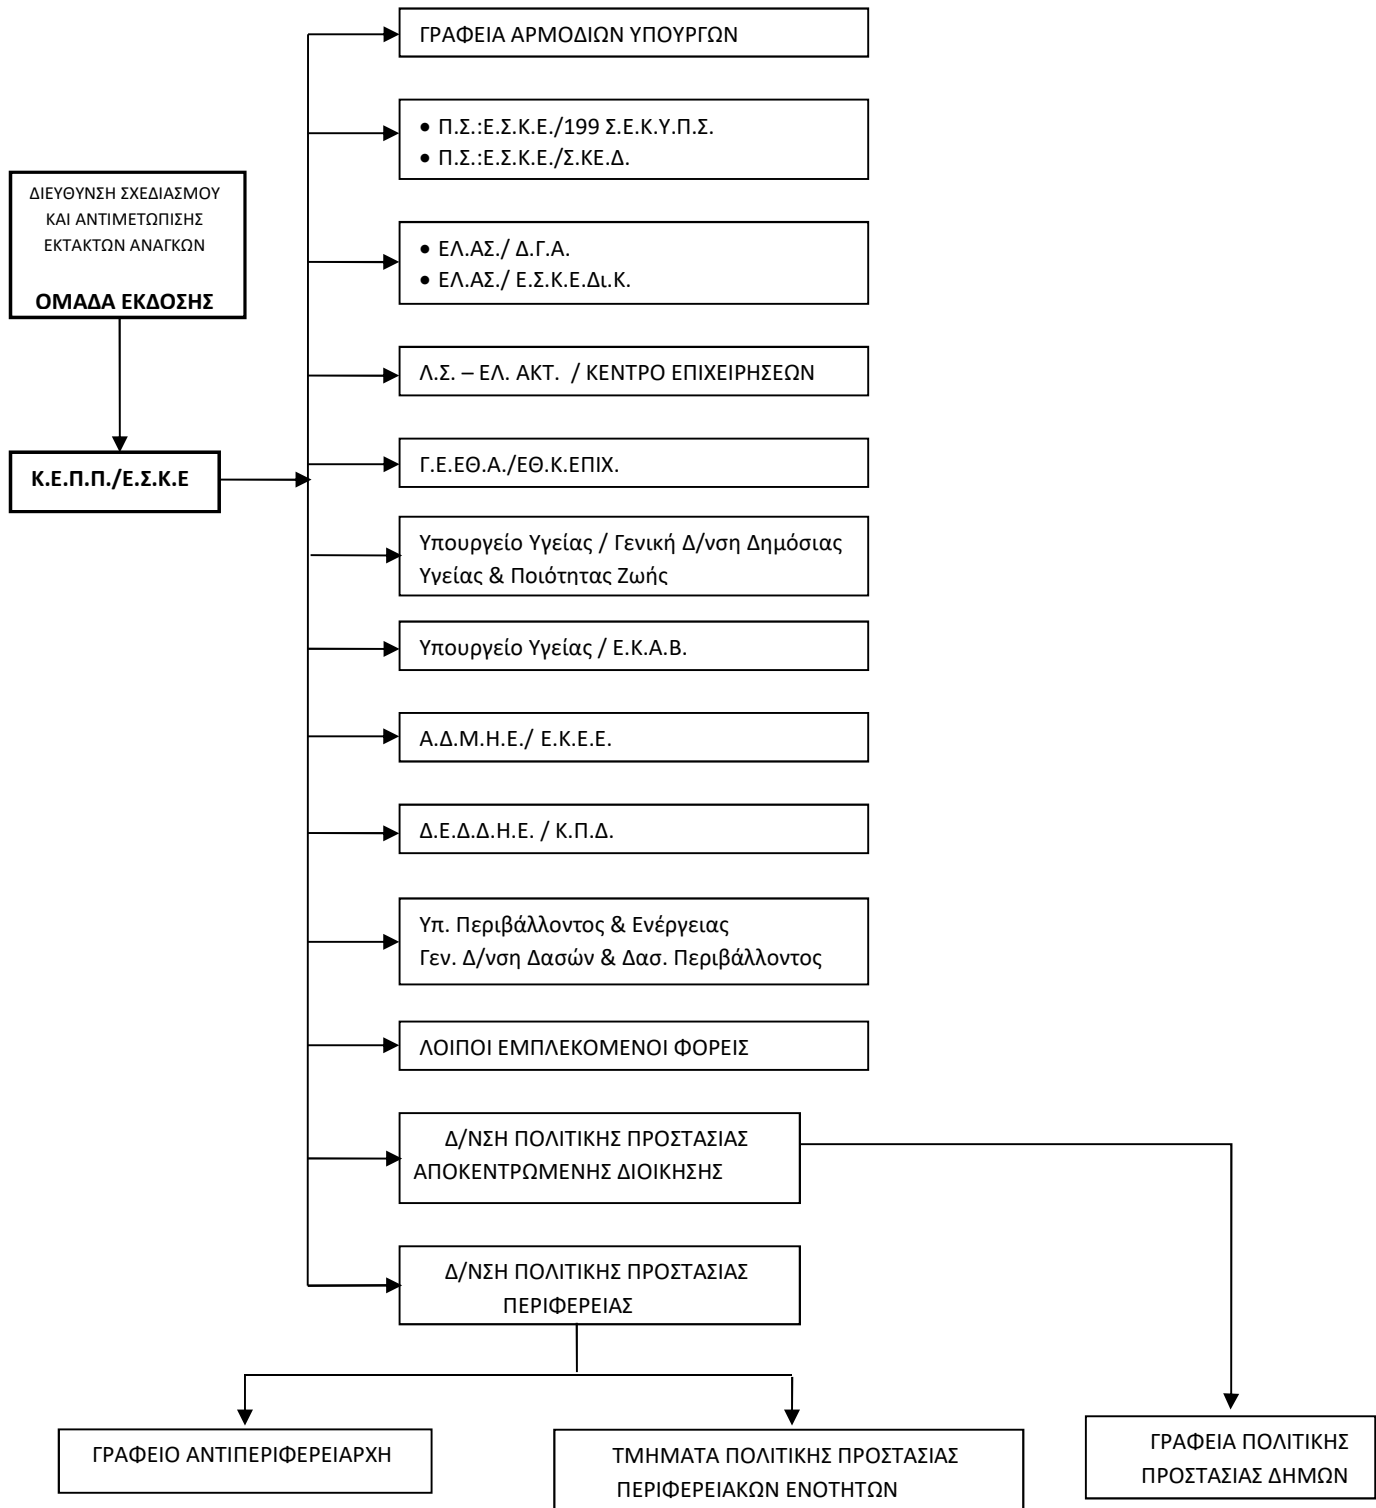 ΓΡΑΦΕΙΑ ΑΡΜΟΔΙΩΝ ΥΠΟΥΡΓΩΝ
• Π.Σ.:Ε.Σ.Κ.Ε./199 Σ.Ε.Κ.Υ.Π.Σ.
• Π.Σ.:Ε.Σ.Κ.Ε./Σ.ΚΕ.Δ.
ΔΙΕΥΘΥΝΣΗ ΣΧΕΔΙΑΣΜΟΥ
ΚΑΙ ΑΝΤΙΜΕΤΩΠΙΣΗΣ
ΕΚΤΑΚΤΩΝ ΑΝΑΓΚΩΝ
ΟΜΑΔΑ ΕΚΔΟΣΗΣ
• ΕΛ.ΑΣ./ Δ.Γ.Α.
• ΕΛ.ΑΣ./ Ε.Σ.Κ.Ε.Δι.Κ.
Λ.Σ. – ΕΛ. ΑΚΤ. / ΚΕΝΤΡΟ ΕΠΙΧΕΙΡΗΣΕΩΝ
Κ.Ε.Π.Π./Ε.Σ.Κ.Ε
Γ.Ε.ΕΘ.Α./ΕΘ.Κ.ΕΠΙΧ.
Υπουργείο Υγείας / Γενική Δ/νση Δημόσιας
Υγείας & Ποιότητας Ζωής
Υπουργείο Υγείας / Ε.Κ.Α.Β.
Α.Δ.Μ.Η.Ε./ Ε.Κ.Ε.Ε.
Δ.Ε.Δ.Δ.Η.Ε. / Κ.Π.Δ.
Υπ. Περιβάλλοντος & Ενέργειας
Γεν. Δ/νση Δασών & Δασ. Περιβάλλοντος
ΛΟΙΠΟΙ ΕΜΠΛΕΚΟΜΕΝΟΙ ΦΟΡΕΙΣ
Δ/ΝΣΗ ΠΟΛΙΤΙΚΗΣ ΠΡΟΣΤΑΣΙΑΣ
ΑΠΟΚΕΝΤΡΩΜΕΝΗΣ ΔΙΟΙΚΗΣΗΣ
Δ/ΝΣΗ ΠΟΛΙΤΙΚΗΣ ΠΡΟΣΤΑΣΙΑΣ
ΠΕΡΙΦΕΡΕΙΑΣ
ΓΡΑΦΕΙΟ ΑΝΤΙΠΕΡΙΦΕΡΕΙΑΡΧΗ
ΤΜΗΜΑΤΑ ΠΟΛΙΤΙΚΗΣ ΠΡΟΣΤΑΣΙΑΣ
ΠΕΡΙΦΕΡΕΙΑΚΩΝ ΕΝΟΤΗΤΩΝ
ΓΡΑΦΕΙΑ ΠΟΛΙΤΙΚΗΣ
ΠΡΟΣΤΑΣΙΑΣ ΔΗΜΩΝ